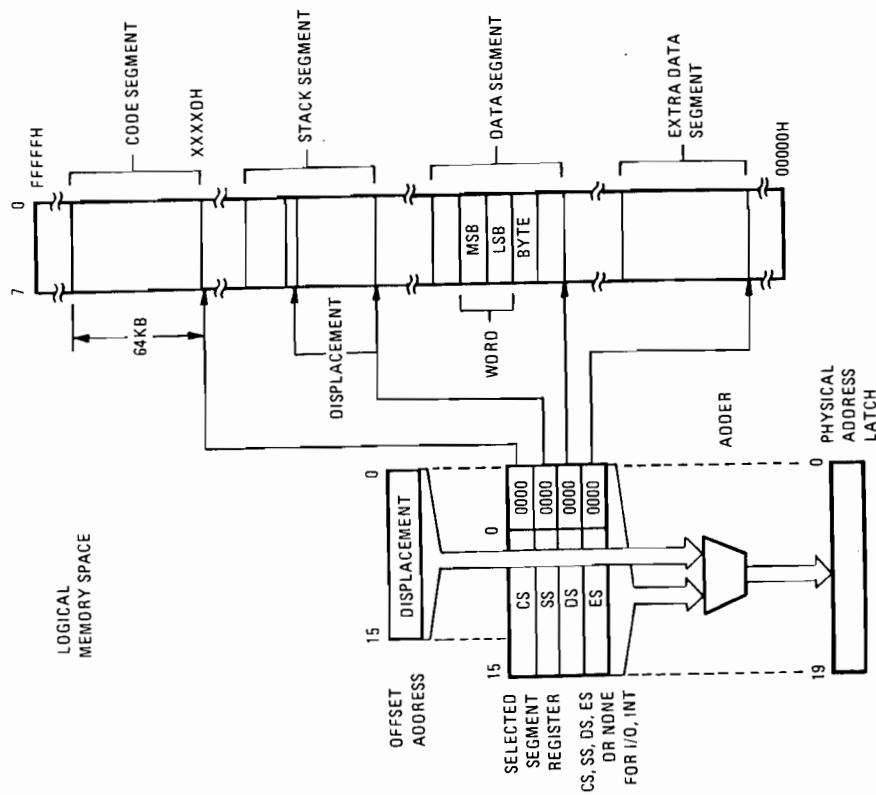 LOGICAL
MEMORY SPACE
7
0
FFFFFH
64KB
CODE SEGMENT
XXXX0H
STACK SEGMENT
DISPLACEMENT
DATA SEGMENT
MSB
LSB
BYTE
WORD
EXTRA DATA
SEGMENT
00000H
OFFSET
ADDRESS
15
DISPLACEMENT
0
SELECTED
SEGMENT
REGISTER
CS, SS, DS, ES
OR NONE
FOR I/O, INT
15
0
CS
0000
SS
0000
DS
0000
ES
0000
ADDER
19
0
PHYSICAL
ADDRESS
LATCH